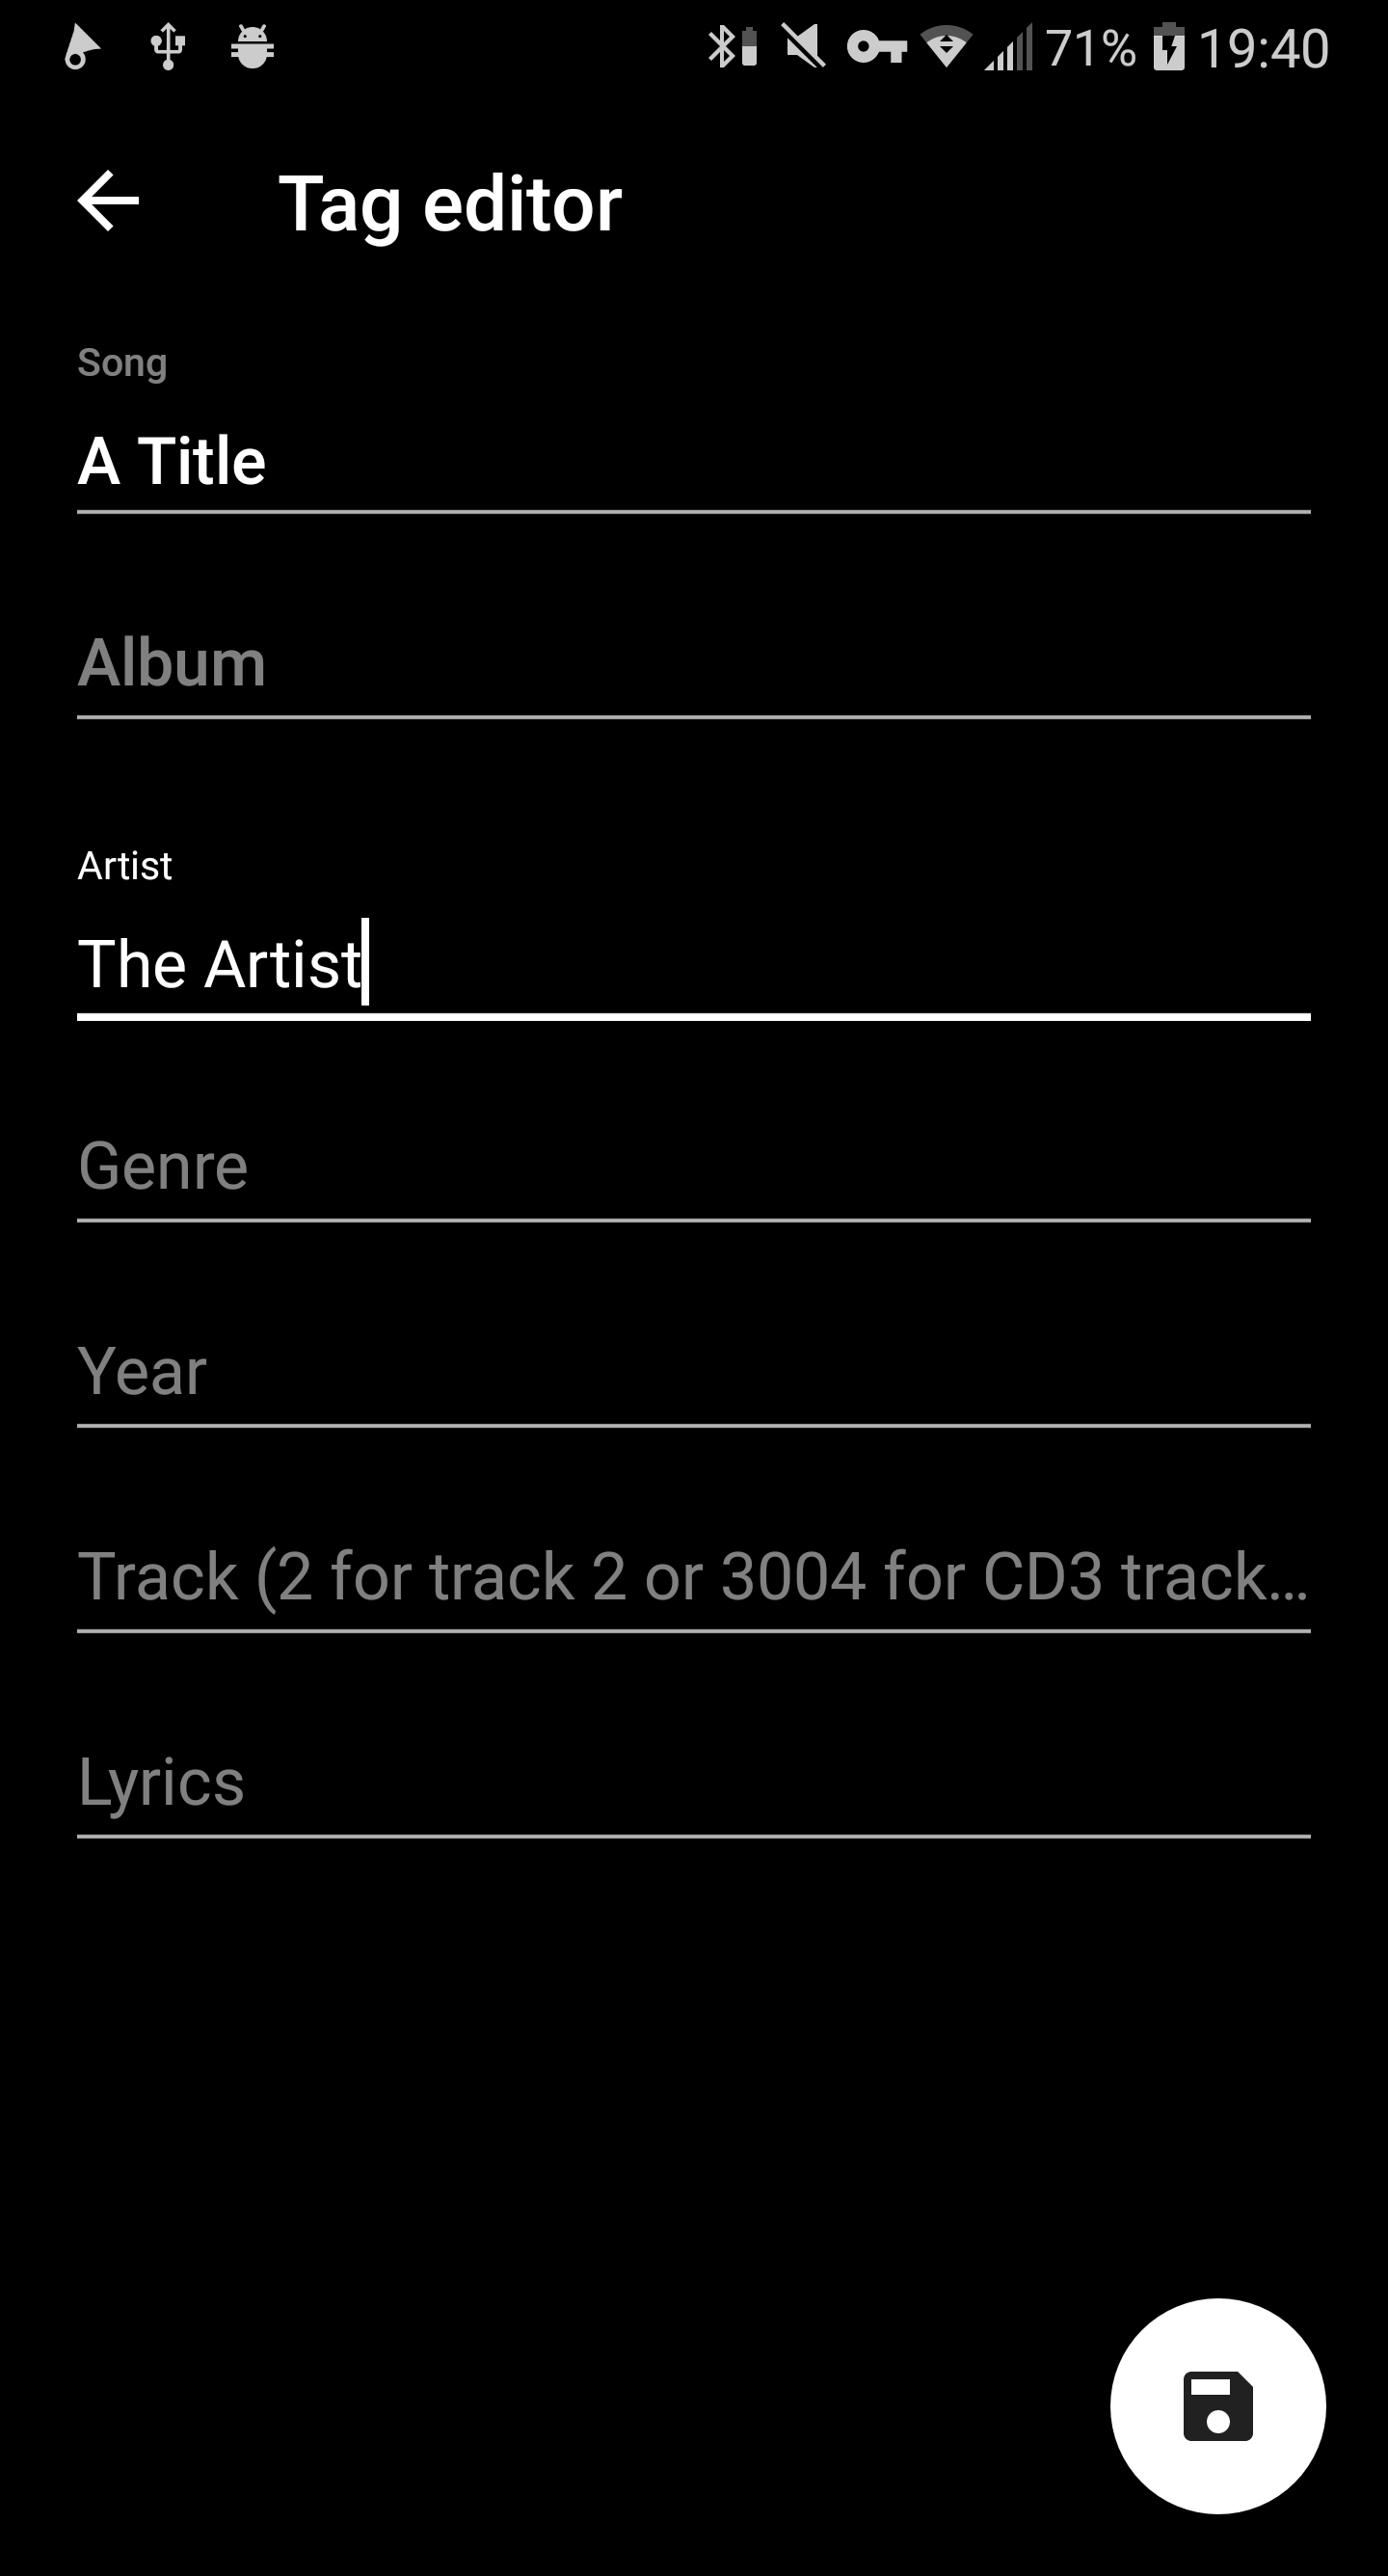 71% 19:40
Tag editor
Song
A Title
Album
Artist
The Artist
Genre
Year
Track (2 for track 2 or 3004 for CD3 track…
Lyrics